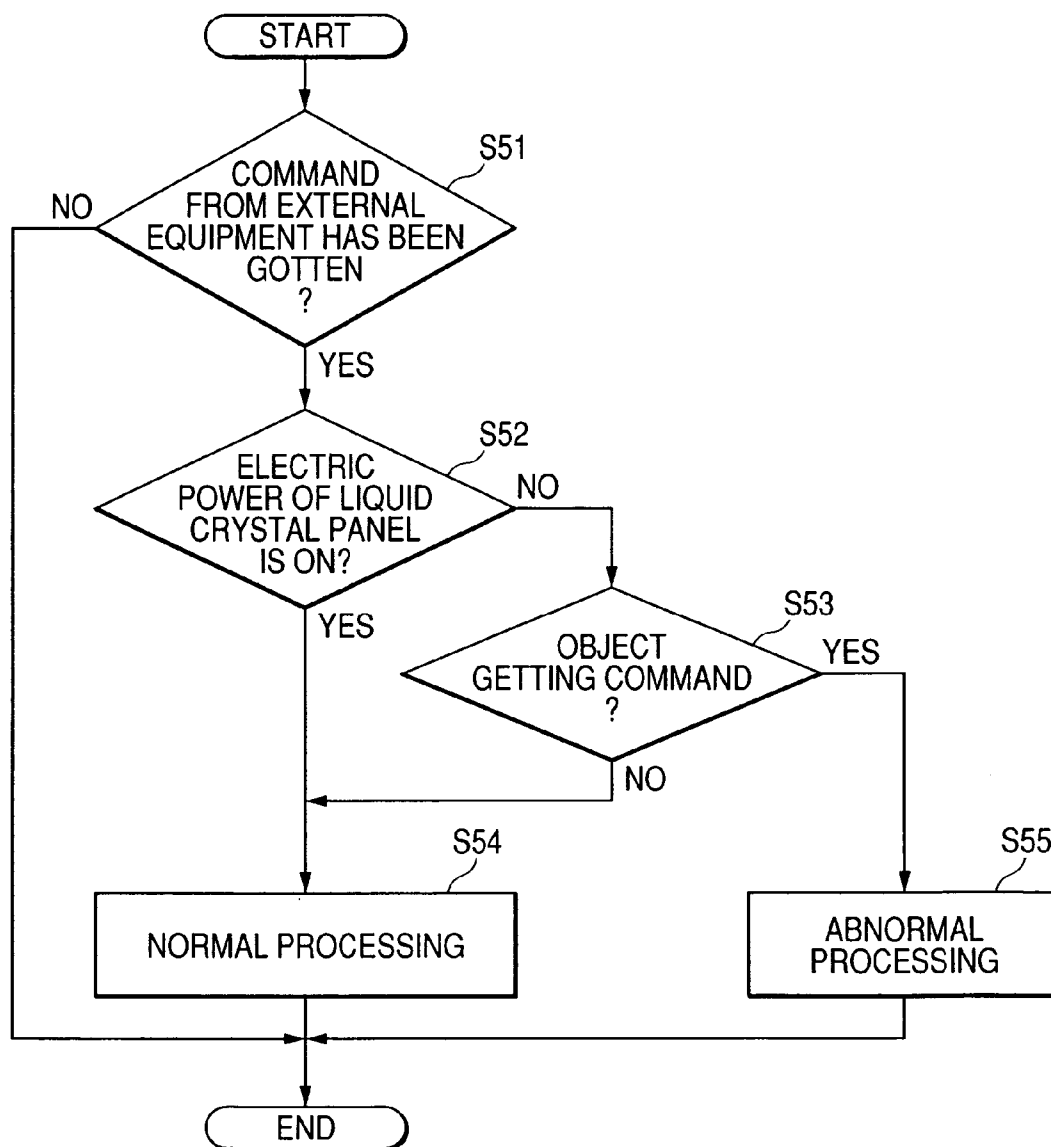 START
S51
COMMAND
FROM EXTERNAL
EQUIPMENT HAS BEEN
GOTTEN
?
NO
YES
S52
ELECTRIC
POWER OF LIQUID
CRYSTAL PANEL
IS ON?
NO
YES
S53
OBJECT
GETTING COMMAND
?
YES
NO
S54
NORMAL PROCESSING
S55
ABNORMAL
PROCESSING
END